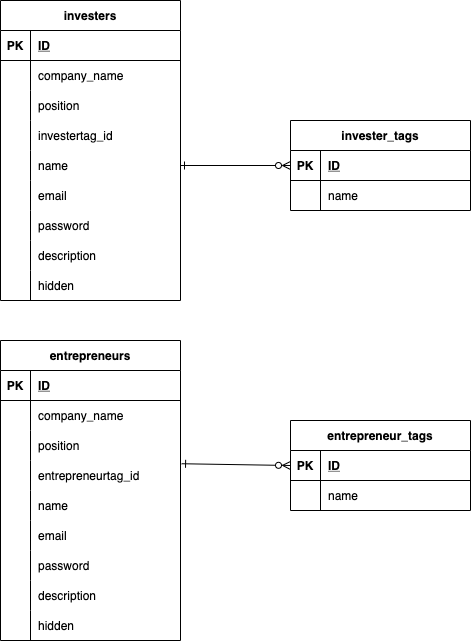 investers
PK ID
company_name
position
investertag_id
name
email
password
description
hidden
invester_tags
PK ID
name
entrepreneurs
PK ID
company_name
position
entrepreneurtag_id
name
email
password
description
hidden
entrepreneur_tags
PK ID
name